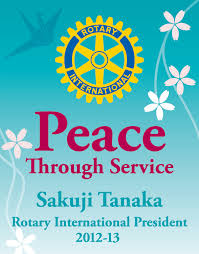 ROTARY
INTERNATIONAL
Peace
Through Service
Sakuji Tanaka
Rotary International President
2012-13